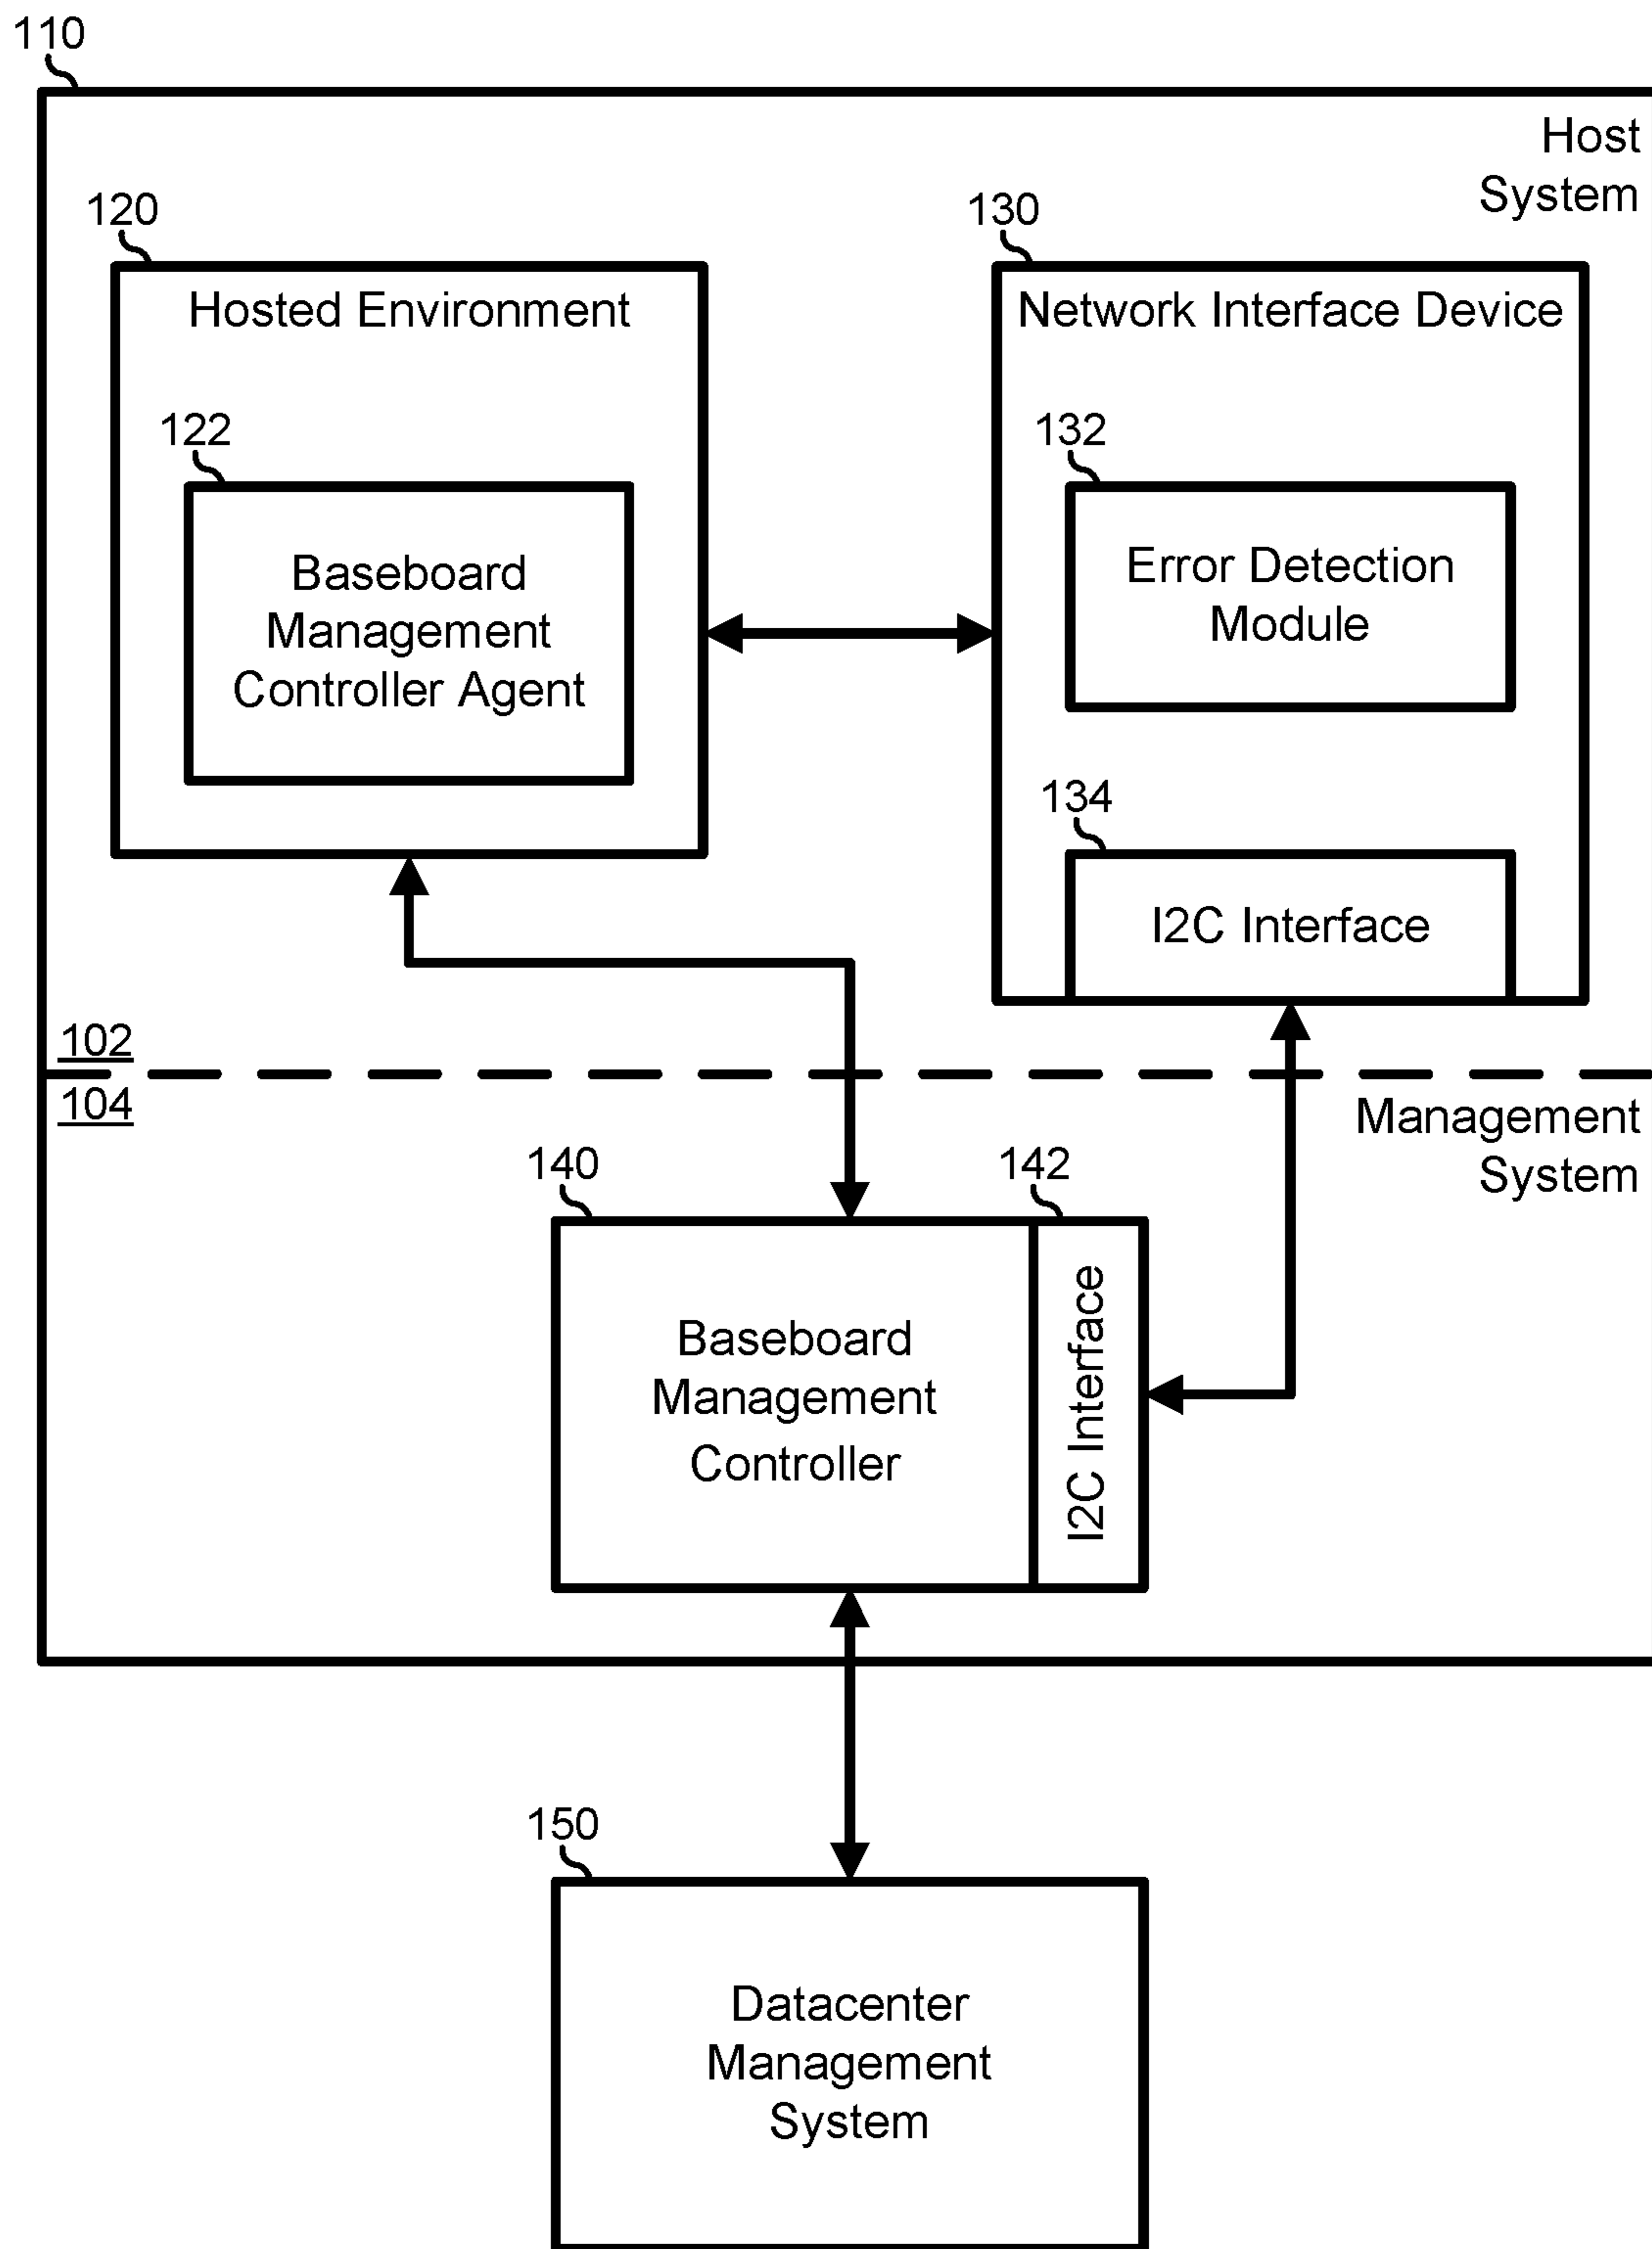 110
Host
System
120
130
Hosted Environment
Network Interface Device
122
132
Baseboard
Management
Controller Agent
Error Detection
Module
134
I2C Interface
102
104
Management
System
140
142
Baseboard
Management
Controller
I2C Interface
150
Datacenter
Management
System